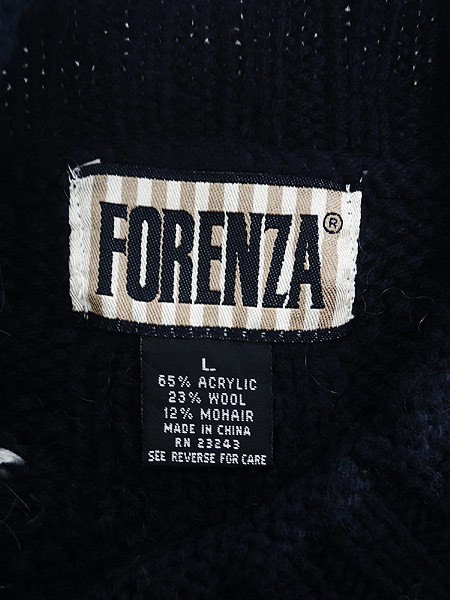 FORENZA®
L
65% ACRYLIC
23% WOOL
12% MOHAIR
MADE IN CHINA
RN 23243
SEE REVERSE FOR CARE